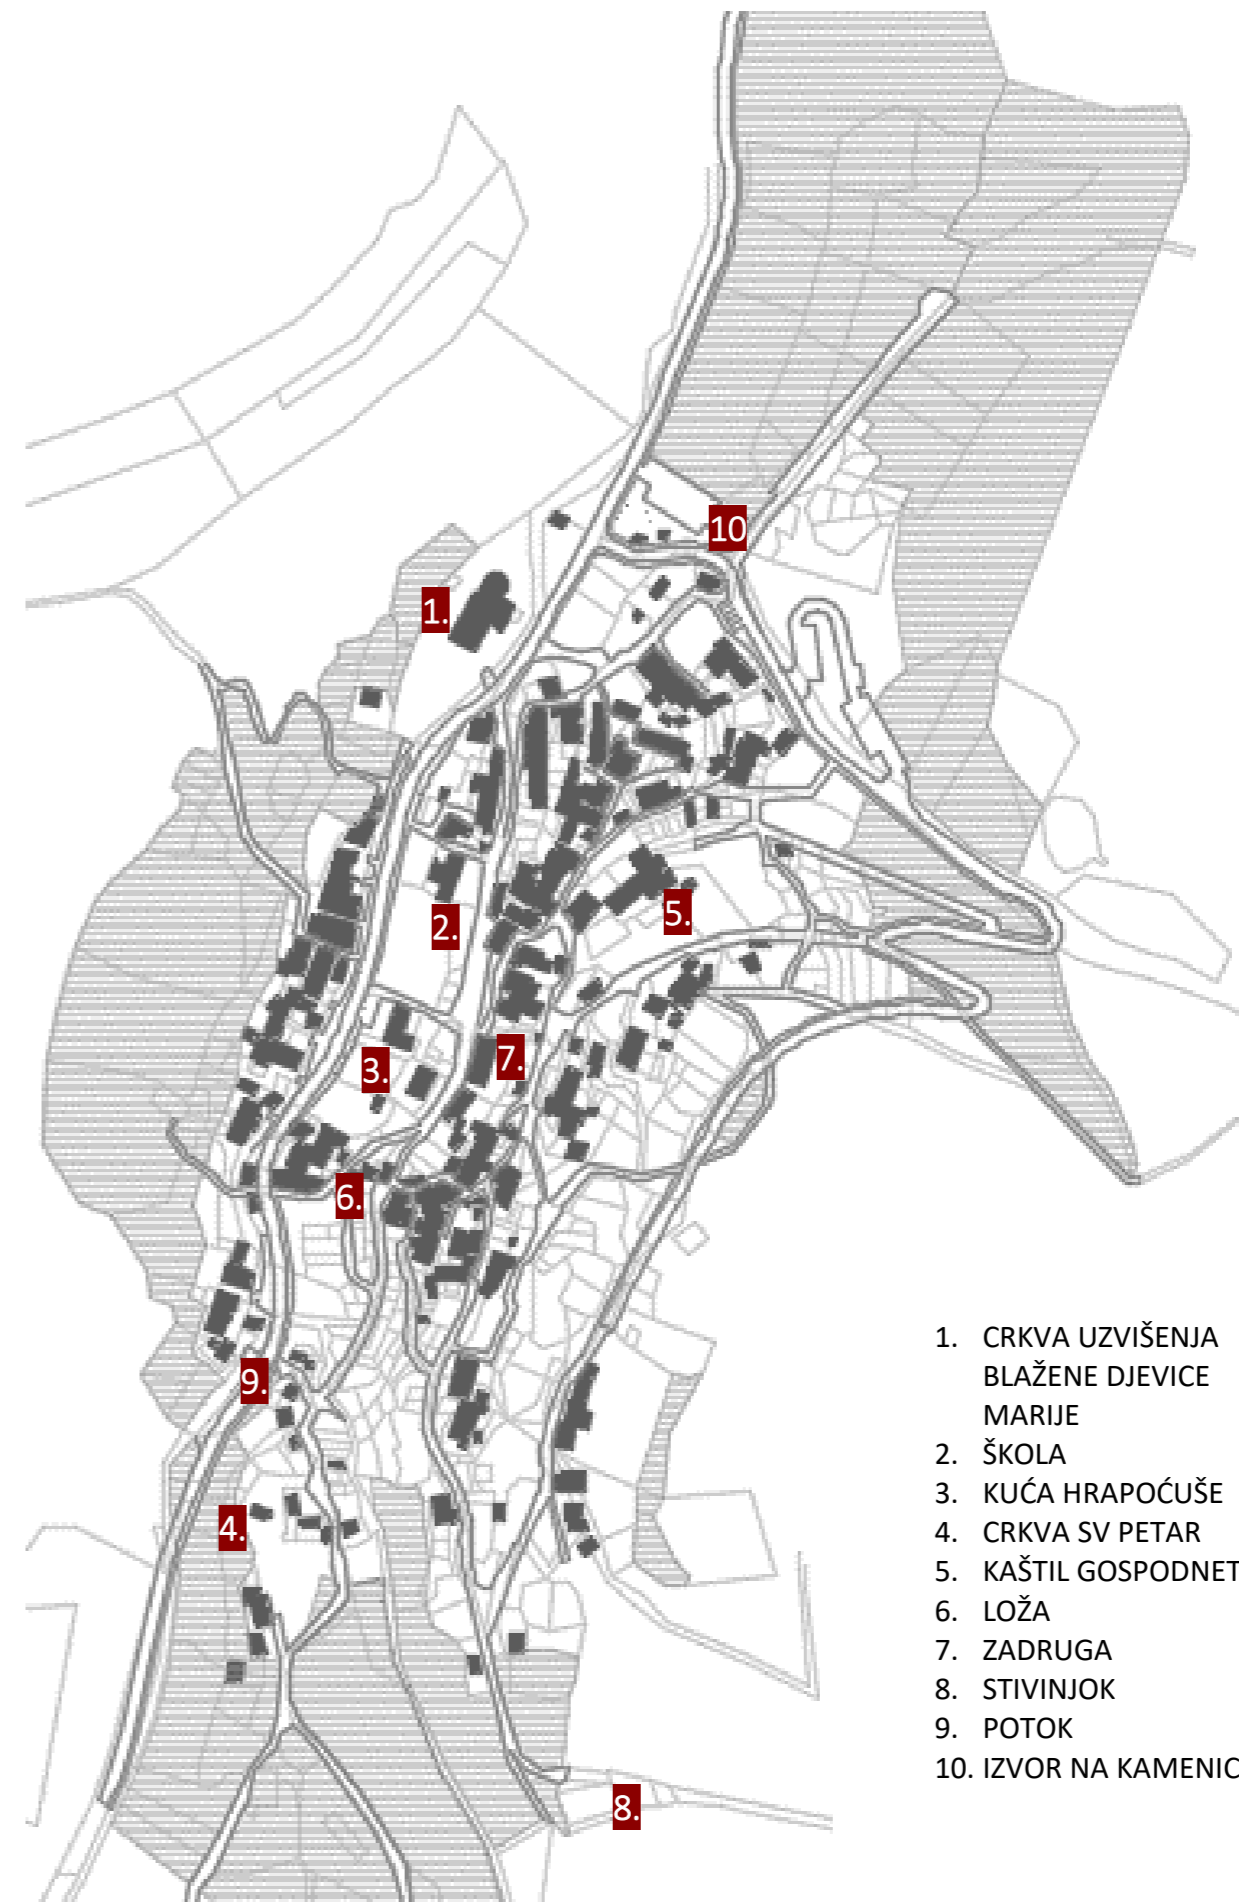 10
1.
2.
5.
3.
7.
6.
9.
4.
8.
1. CRKVA UZVIŠENJA
BLAŽENE DJEVICE
MARIJE
2. ŠKOLA
3. KUĆA HRAPOĆUŠE
4. CRKVA SV PETAR
5. KAŠTIL GOSPODNET
6. LOŽA
7. ZADRUGA
8. STIVINJOK
9. POTOK
10. IZVOR NA KAMENIC